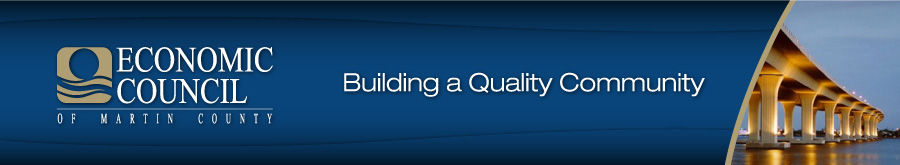 ECONOMIC
COUNCIL
OF MARTIN COUNTY
Building a Quality Community